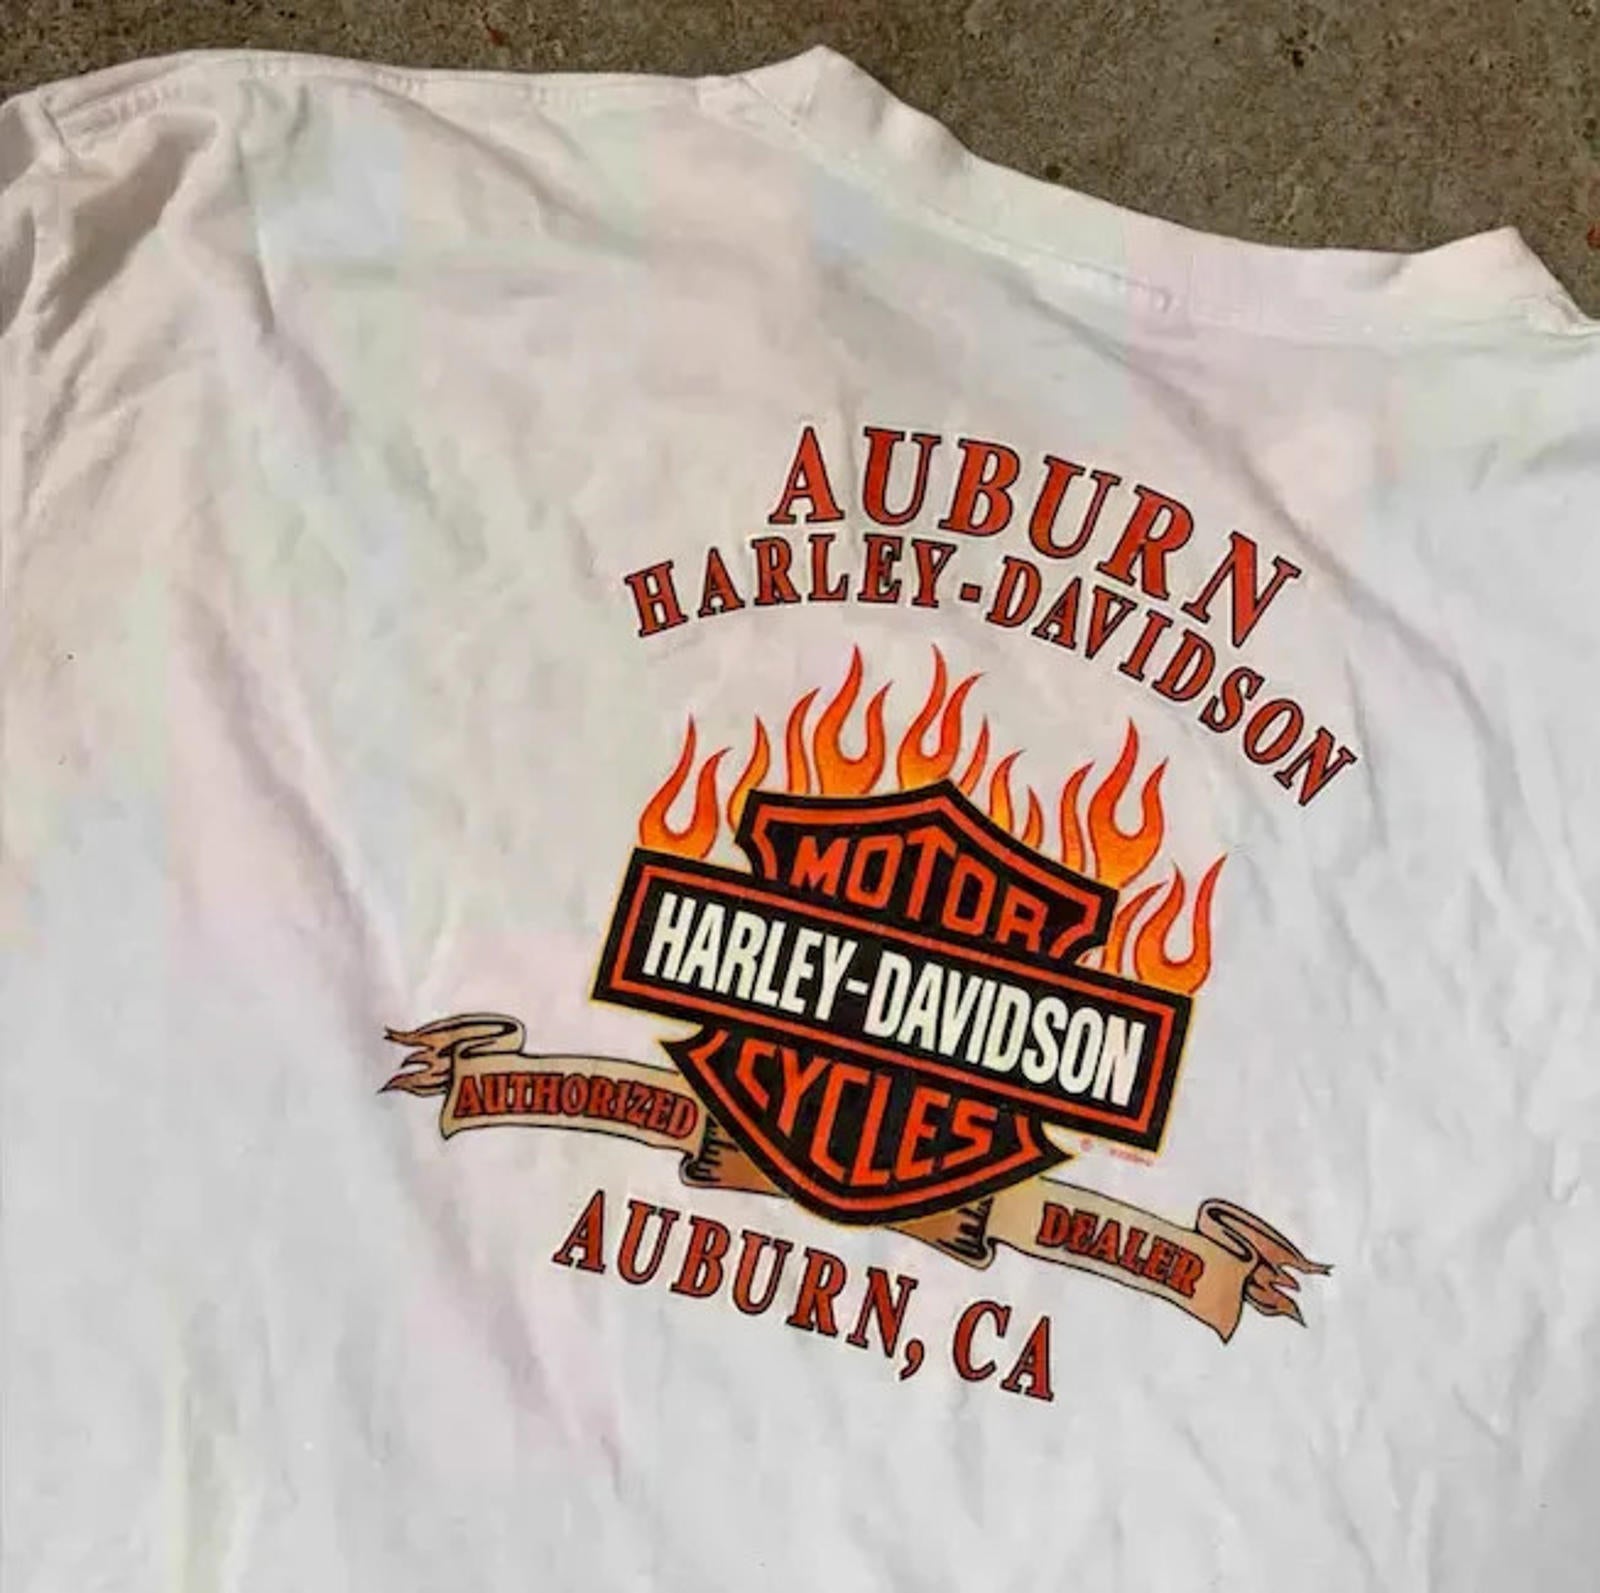 AUBURN
HARLEY-DAVIDSON
MOTOR
HARLEY-DAVIDSON
CYCLES
AUTHORIZED
DEALER
AUBURN, CA